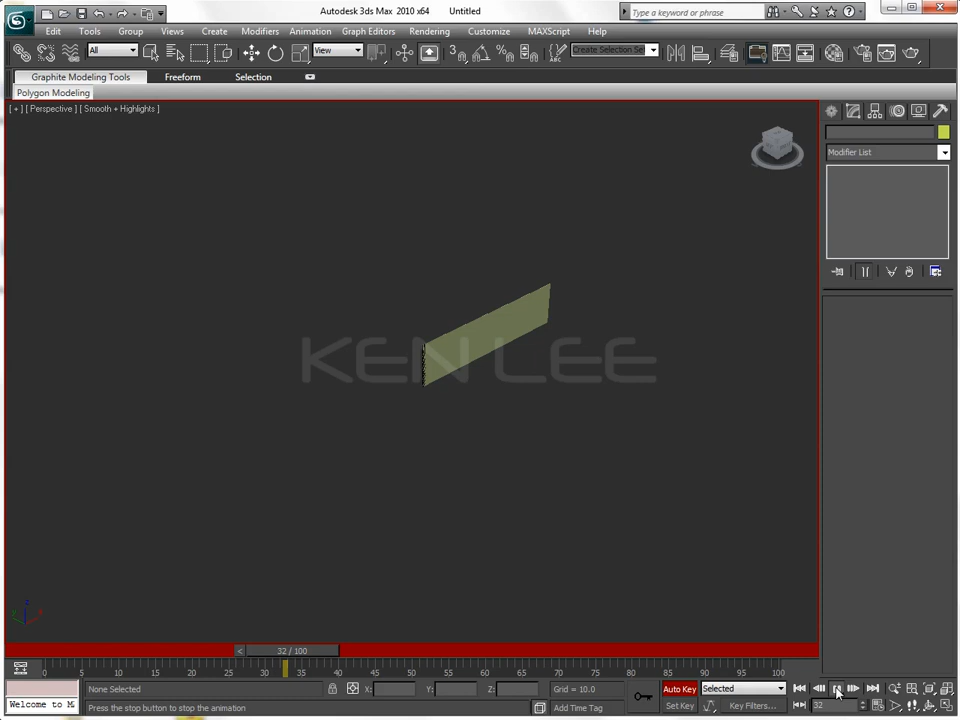 Autodesk 3ds Max 2010 x64 Untitled
Type a keyword or phrase
Edit Tools Group Views Create Modifiers Animation Graph Editors Rendering Customize MAXScript Help
All
View
Create Selection Se
Graphite Modeling Tools Freeform Selection
Polygon Modeling
[ + ] [ Perspective ] [ Smooth + Highlights ]
Modifier List
KEN LEE
32 / 100
0 5 10 15 20 25 30 35 40 45 50 55 60 65 70 75 80 85 90 95 100
None Selected X: Y: Z: Grid = 10.0 Auto Key Selected
Welcome to M Press the stop button to stop the animation Add Time Tag Set Key Key Filters... 32